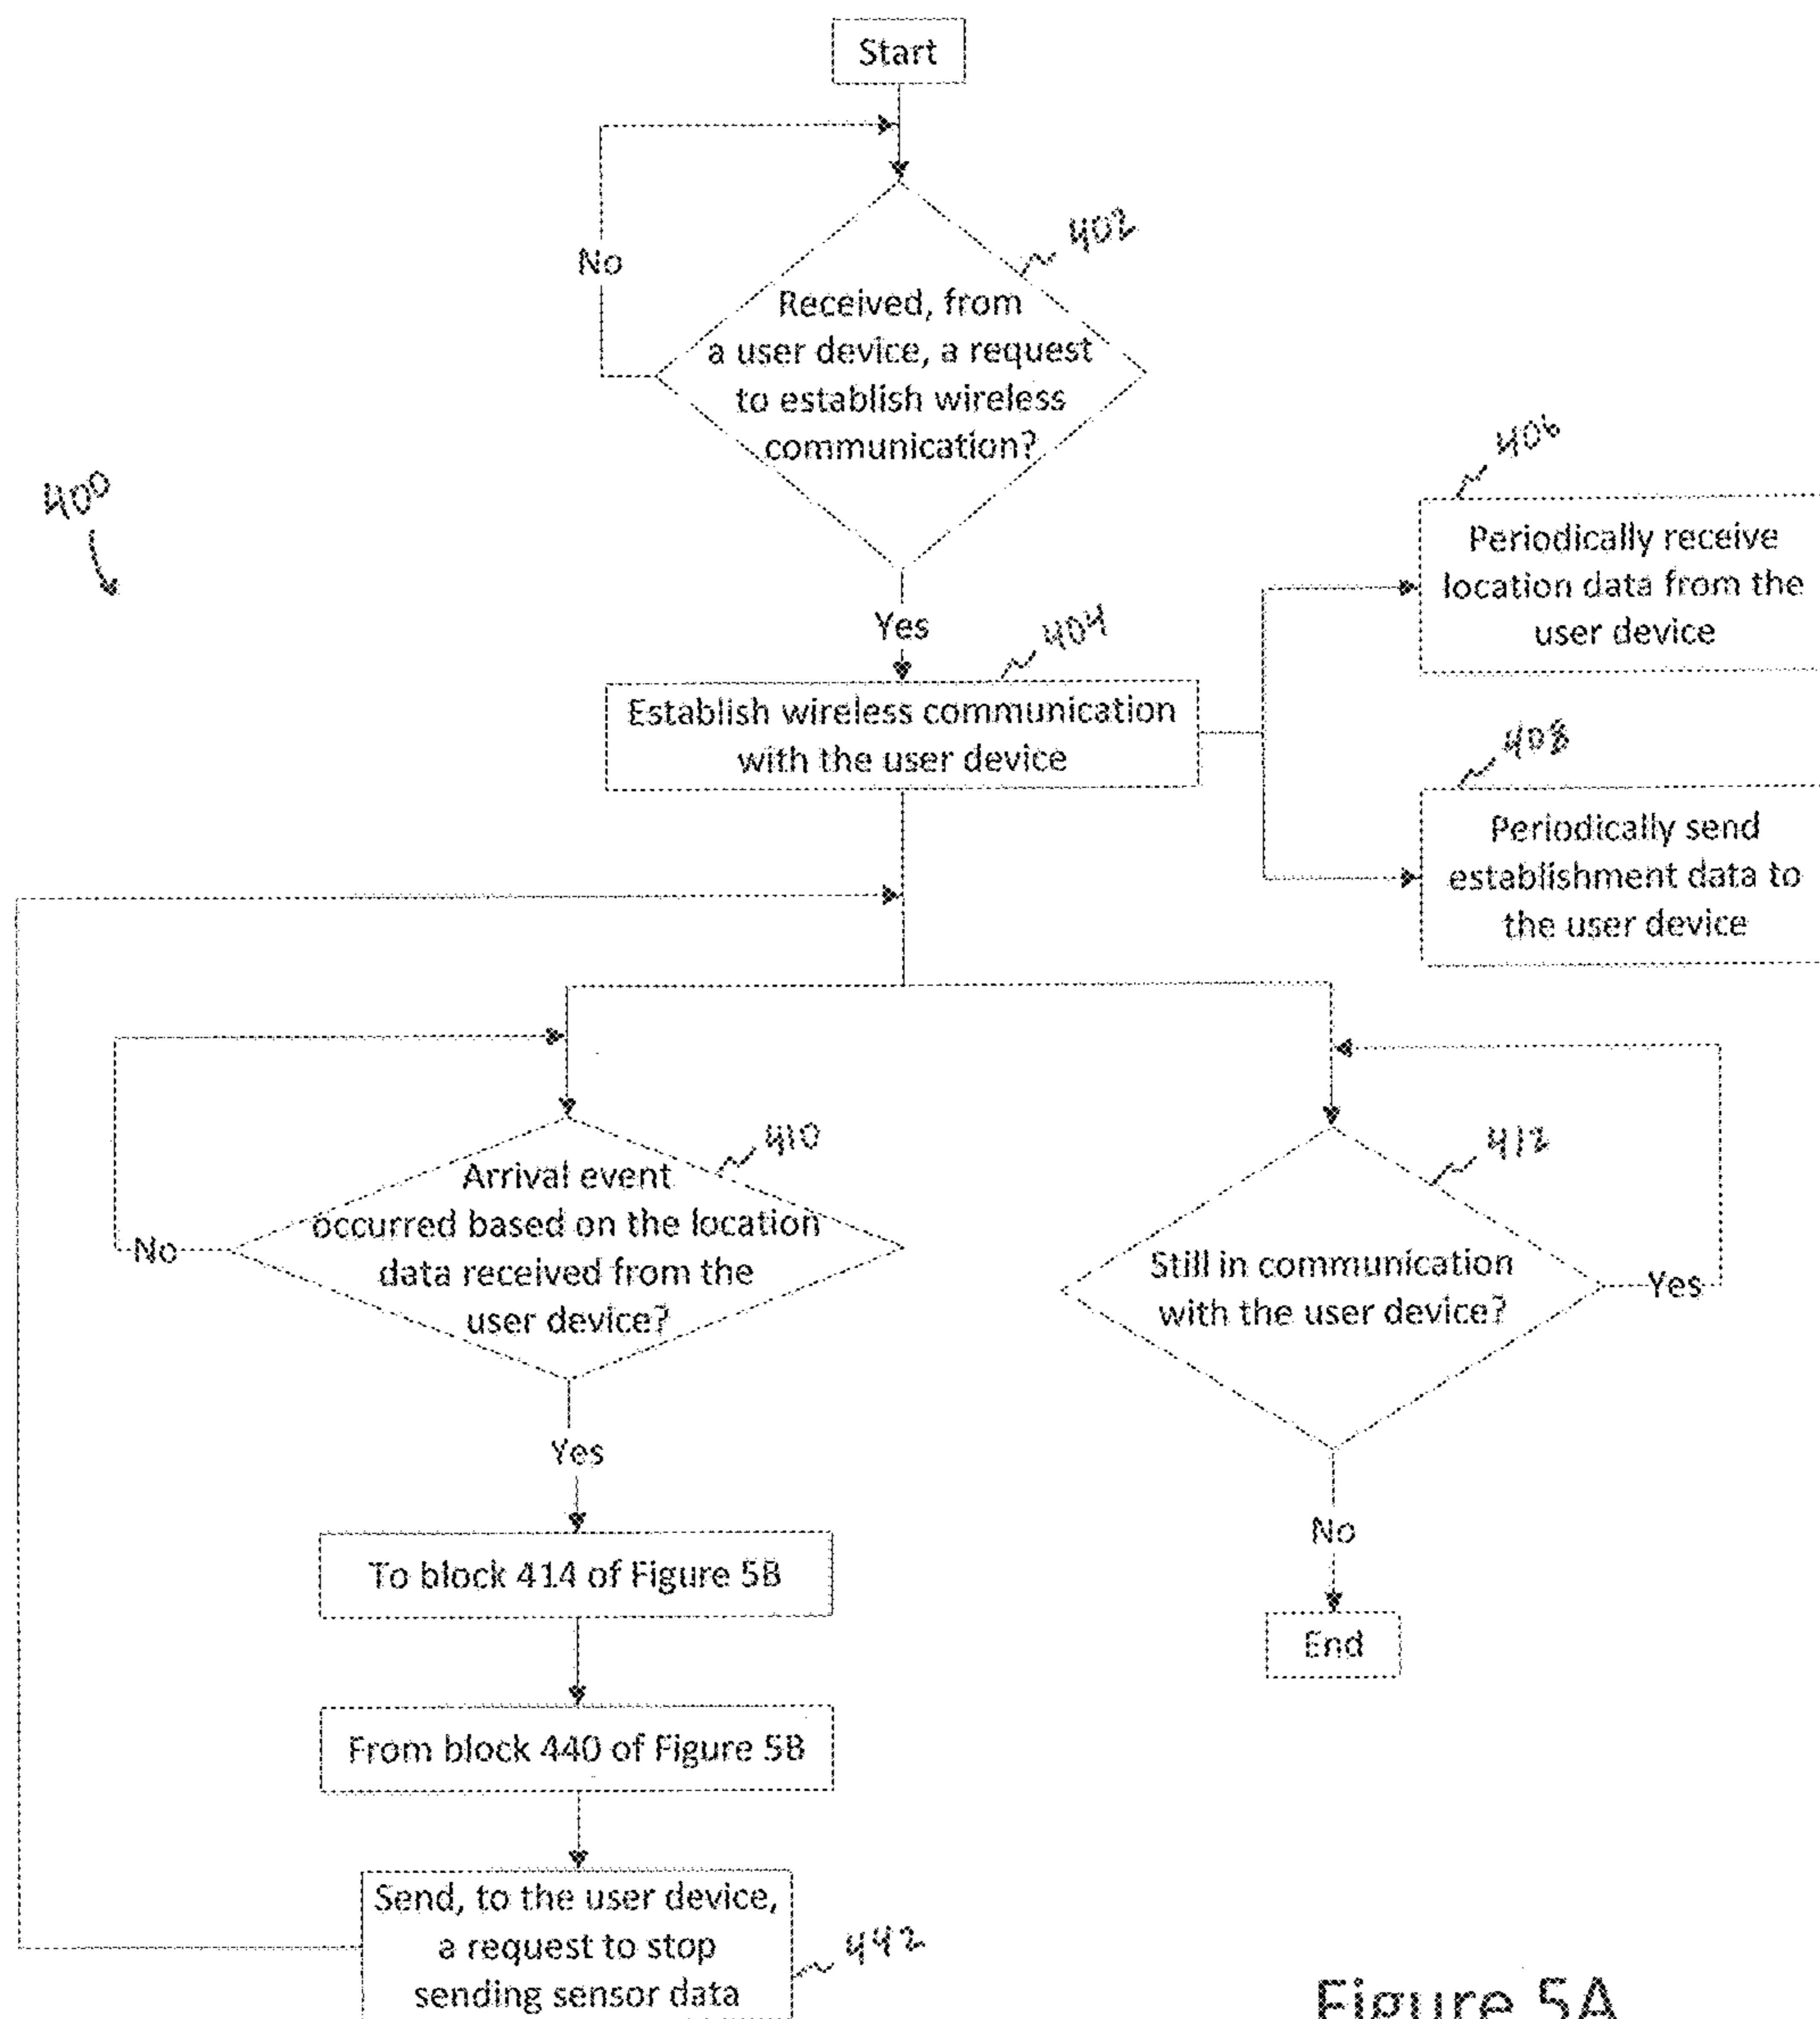 Start
No
402
Received, from
a user device, a request
to establish wireless
communication?
400
406
Periodically receive
location data from the
user device
Yes
404
Establish wireless communication
with the user device
408
Periodically send
establishment data to
the user device
410
Arrival event
occurred based on the location
data received from the
user device?
No
412
Still in communication
with the user device?
Yes
Yes
No
To block 414 of Figure 5B
End
From block 440 of Figure 5B
Send, to the user device,
a request to stop
sending sensor data
442
Figure 5A